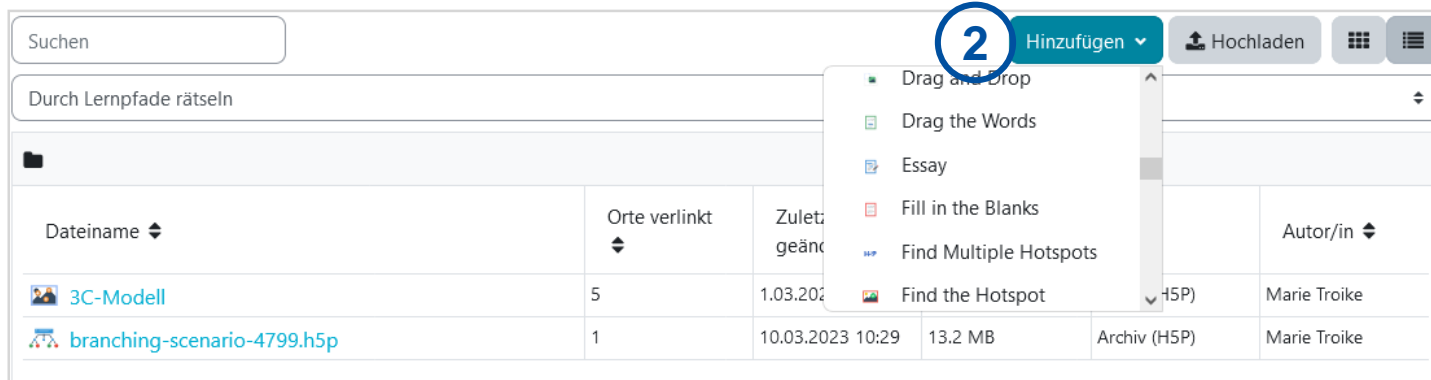 Suchen
2
Hinzufügen
Hochladen
Durch Lernpfade rätseln
Drag and Drop
Drag the Words
Essay
Fill in the Blanks
Find Multiple Hotspots
Find the Hotspot
Dateiname
Orte verlinkt
Zuletz
geänd
Autor/in
3C-Modell
5
1.03.202
H5P)
Marie Troike
branching-scenario-4799.h5p
1
10.03.2023 10:29
13.2 MB
Archiv (H5P)
Marie Troike